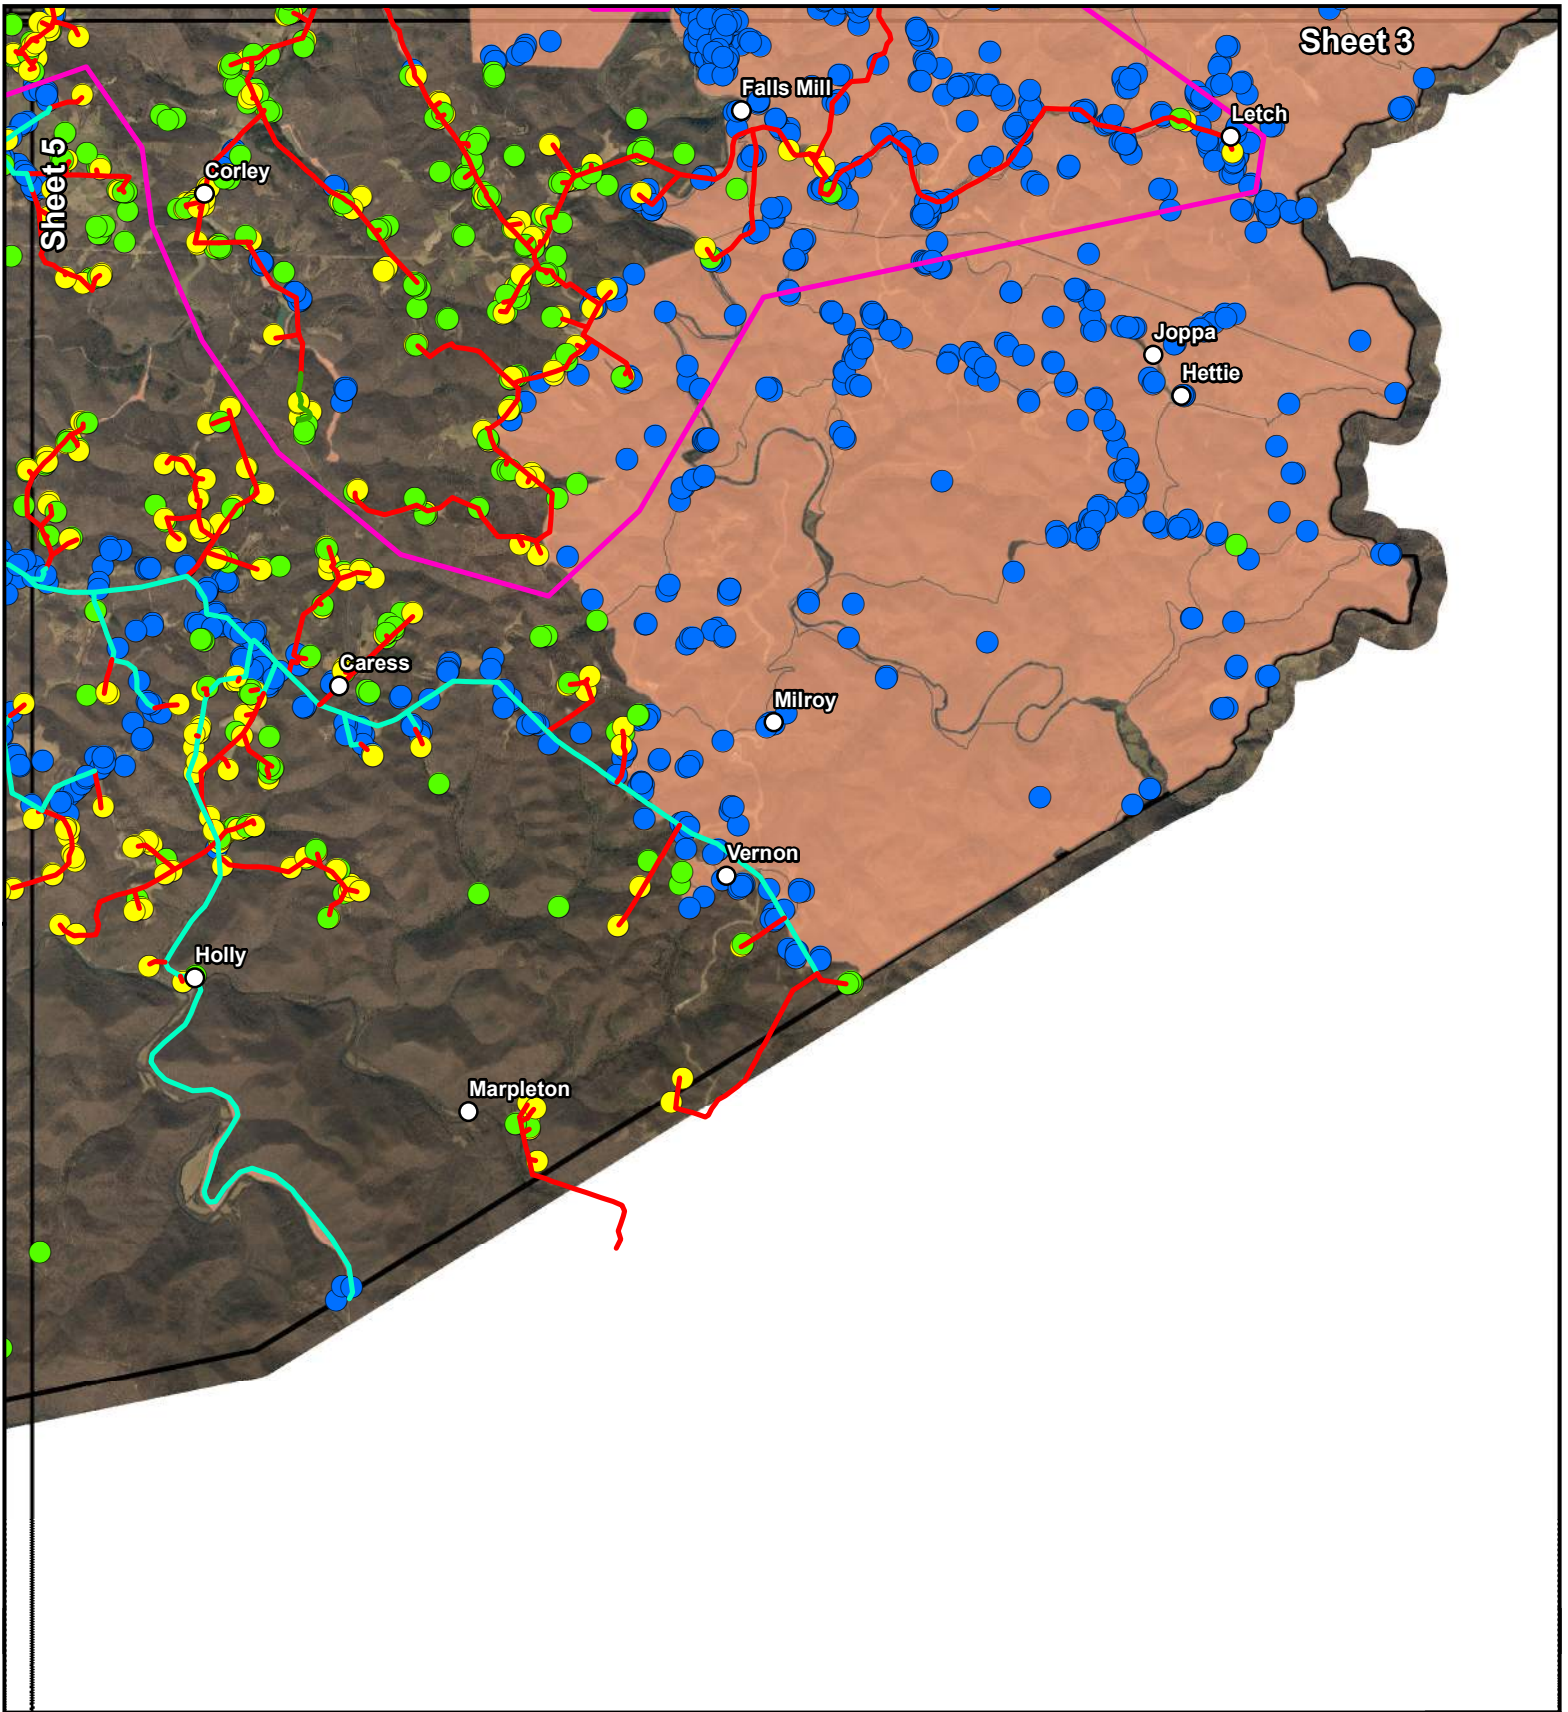 Sheet 3
Falls Mill
Letch
Sheet 5
Corley
Joppa
Hettie
Caress
Milroy
Vernon
Holly
Marpleton